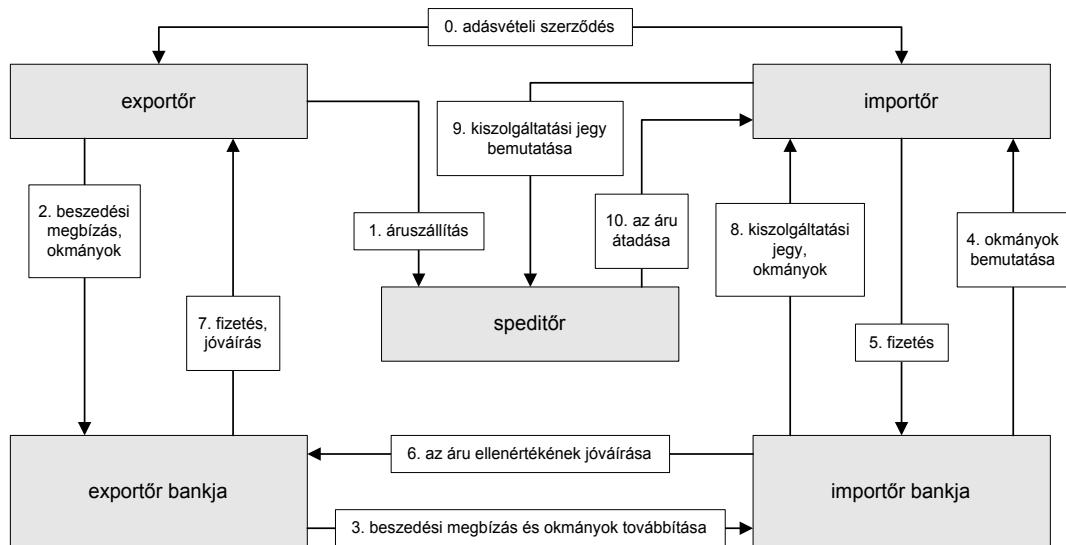 0. adásvételi szerződés
exportőr
importőr
9. kiszolgáltatási jegy
bemutatása
2. beszedési
megbízás,
okmányok
1. áruszállítás
10. az áru
átadása
8. kiszolgáltatási
jegy,
okmányok
4. okmányok
bemutatása
7. fizetés,
jóváírás
speditőr
5. fizetés
6. az áru ellenértékének jóváírása
exportőr bankja
importőr bankja
3. beszedési megbízás és okmányok továbbítása